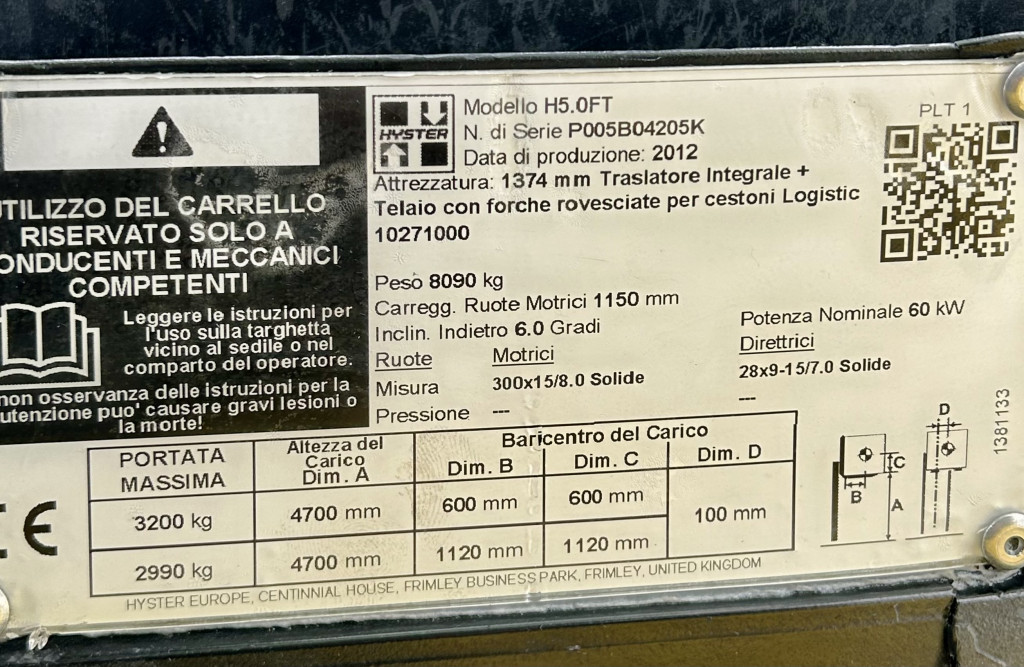 UTILIZZO DEL CARRELLO
RISERVATO SOLO A
CONDUCENTI E MECCANICI
COMPETENTI
Leggere le istruzioni per
l'uso sulla targhetta
vicino al sedile o nel
comparto del operatore.
non osservanza delle istruzioni per la
utenzione puo' causare gravi lesioni o
la morte!
HYSTER
Modello H5.0FT
N. di Serie P005B04205K
Data di produzione: 2012
Attrezzatura: 1374 mm Traslatore Integrale +
Telaio con forche rovesciate per cestoni Logistic
10271000
PLT 1
Peso 8090 kg
Carregg. Ruote Motrici 1150 mm
Inclin. Indietro 6.0 Gradi
Potenza Nominale 60 kW
Ruote Motrici Direttrici
Misura 300x15/8.0 Solide 28x9-15/7.0 Solide
Pressione --- ---
PORTATA MASSIMA
Altezza del Carico Dim. A
Baricentro del Carico
Dim. B Dim. C Dim. D
3200 kg 4700 mm 600 mm 600 mm 100 mm
2990 kg 4700 mm 1120 mm 1120 mm
D
C
B
A
1381133
CE
HYSTER EUROPE, CENTINNIAL HOUSE, FRIMLEY BUSINESS PARK, FRIMLEY, UNITED KINGDOM